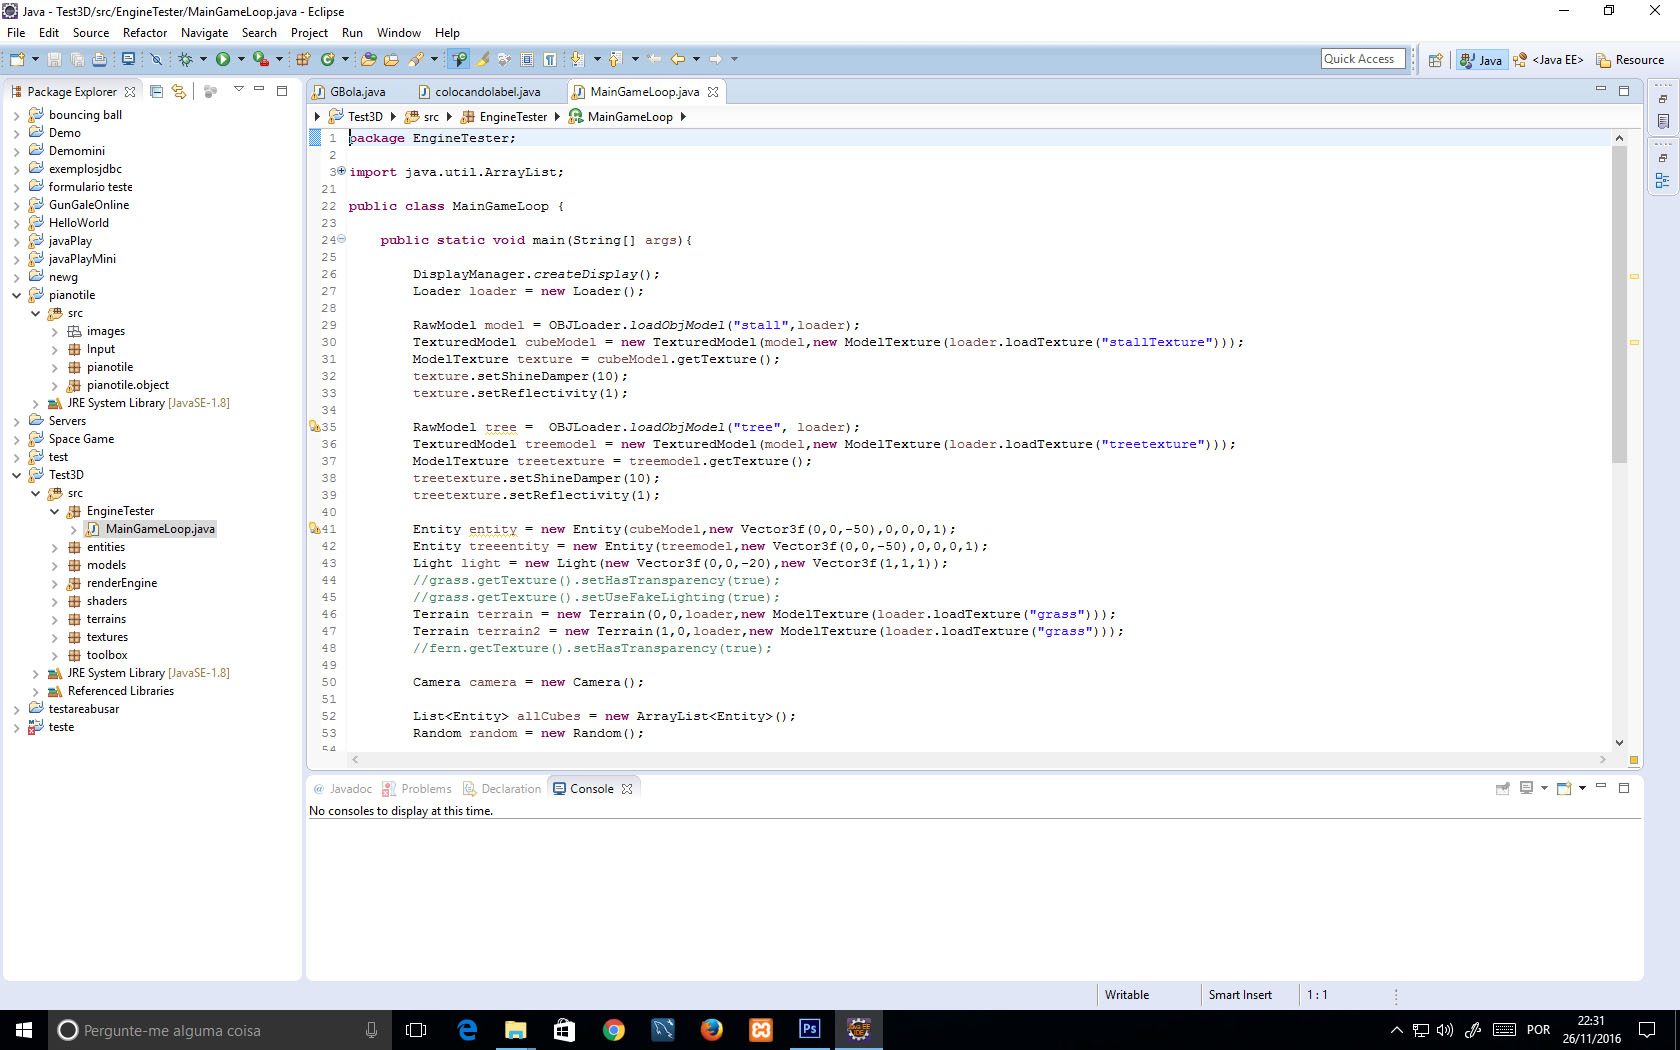 Java - Test3D/src/EngineTester/MainGameLoop.java - Eclipse
File Edit Source Refactor Navigate Search Project Run Window Help
Quick Access
Java
<Java EE>
Resource
Package Explorer
bouncing ball
Demo
Demomini
exemplosjdbc
formulario teste
GunGaleOnline
HelloWorld
javaPlay
javaPlayMini
newg
pianotile
src
images
Input
pianotile
pianotile.object
JRE System Library [JavaSE-1.8]
Servers
Space Game
test
Test3D
src
EngineTester
MainGameLoop.java
entities
models
renderEngine
shaders
terrains
textures
toolbox
JRE System Library [JavaSE-1.8]
Referenced Libraries
testareabusar
teste
GBola.java colocandolabel.java MainGameLoop.java
Test3D src EngineTester MainGameLoop
1 package EngineTester;
2
3 import java.util.ArrayList;
21
22 public class MainGameLoop {
23
24 public static void main(String[] args){
25
26 DisplayManager.createDisplay();
27 Loader loader = new Loader();
28
29 RawModel model = OBJLoader.loadObjModel("stall",loader);
30 TexturedModel cubeModel = new TexturedModel(model,new ModelTexture(loader.loadTexture("stallTexture")));
31 ModelTexture texture = cubeModel.getTexture();
32 texture.setShineDamper(10);
33 texture.setReflectivity(1);
34
35 RawModel tree =  OBJLoader.loadObjModel("tree", loader);
36 TexturedModel treemodel = new TexturedModel(model,new ModelTexture(loader.loadTexture("treetexture")));
37 ModelTexture treetexture = treemodel.getTexture();
38 treetexture.setShineDamper(10);
39 treetexture.setReflectivity(1);
40
41 Entity entity = new Entity(cubeModel,new Vector3f(0,0,-50),0,0,0,1);
42 Entity treeentity = new Entity(treemodel,new Vector3f(0,0,-50),0,0,0,1);
43 Light light = new Light(new Vector3f(0,0,-20),new Vector3f(1,1,1));
44 //grass.getTexture().setHasTransparency(true);
45 //grass.getTexture().setUseFakeLighting(true);
46 Terrain terrain = new Terrain(0,0,loader,new ModelTexture(loader.loadTexture("grass")));
47 Terrain terrain2 = new Terrain(1,0,loader,new ModelTexture(loader.loadTexture("grass")));
48 //fern.getTexture().setHasTransparency(true);
49
50 Camera camera = new Camera();
51
52 List<Entity> allCubes = new ArrayList<Entity>();
53 Random random = new Random();
54
@ Javadoc Problems Declaration Console
No consoles to display at this time.
Writable Smart Insert 1 : 1
Pergunte-me alguma coisa
Ps
Java EE IDE
POR
22:31
26/11/2016